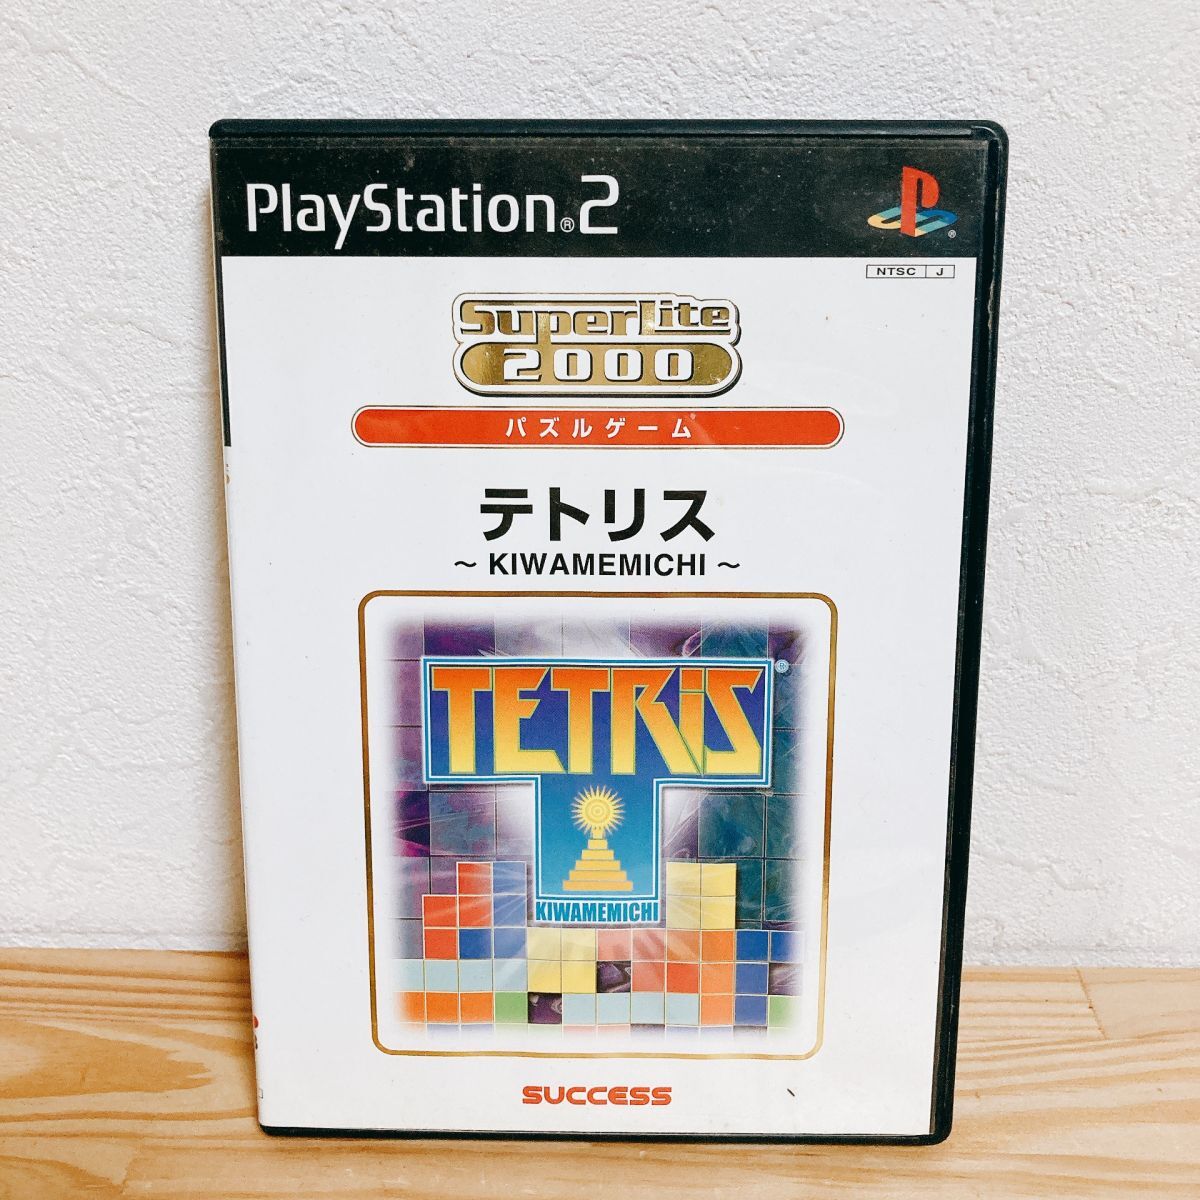 PlayStation®2
NTSC J
SuperLite
2000
パズルゲーム
テトリス
～ KIWAMEMICHI ～
TETRiS®
KIWAMEMICHI
SUCCESS